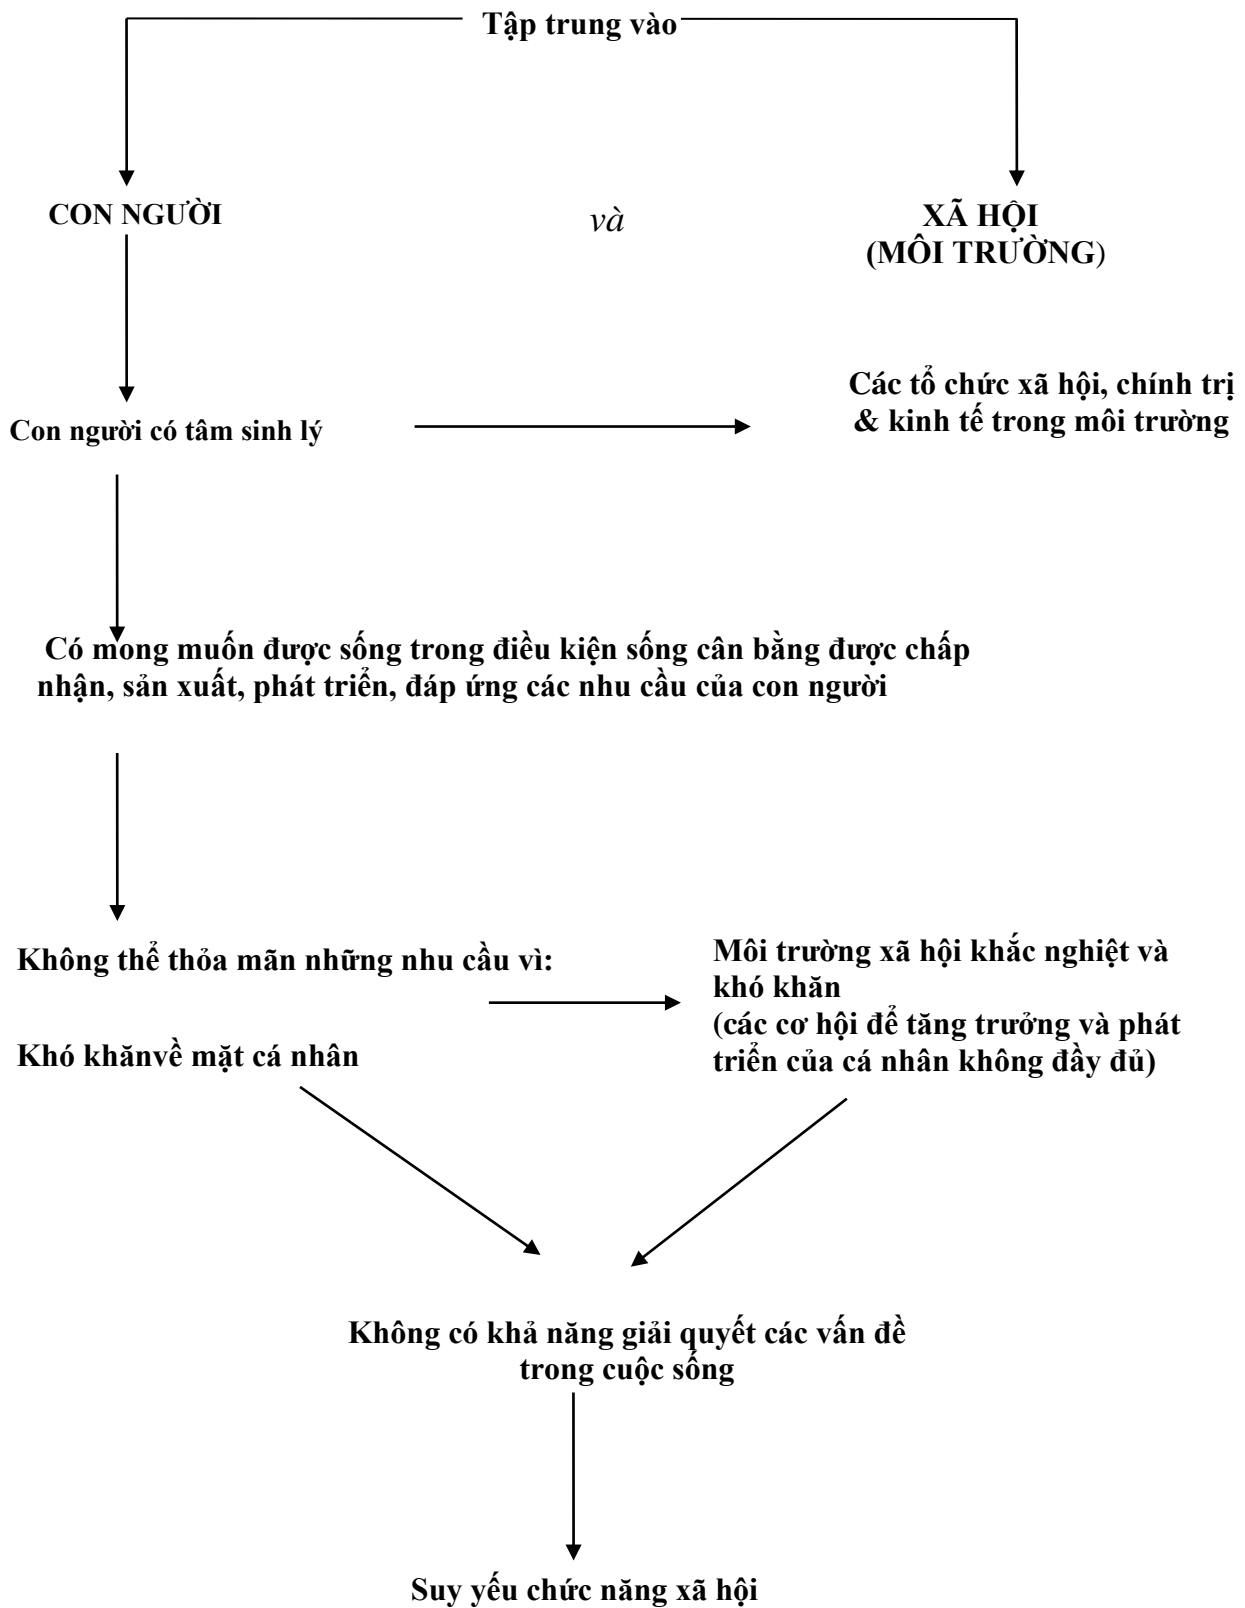 Tập trung vào
CON NGƯỜI
và
XÃ HỘI
(MÔI TRƯỜNG)
Con người có tâm sinh lý
Các tổ chức xã hội, chính trị
& kinh tế trong môi trường
Có mong muốn được sống trong điều kiện sống cân bằng được chấp
nhận, sản xuất, phát triển, đáp ứng các nhu cầu của con người
Không thể thỏa mãn những nhu cầu vì:
Khó khănvề mặt cá nhân
Môi trường xã hội khắc nghiệt và
khó khăn
(các cơ hội để tăng trưởng và phát
triển của cá nhân không đầy đủ)
Không có khả năng giải quyết các vấn đề
trong cuộc sống
Suy yếu chức năng xã hội